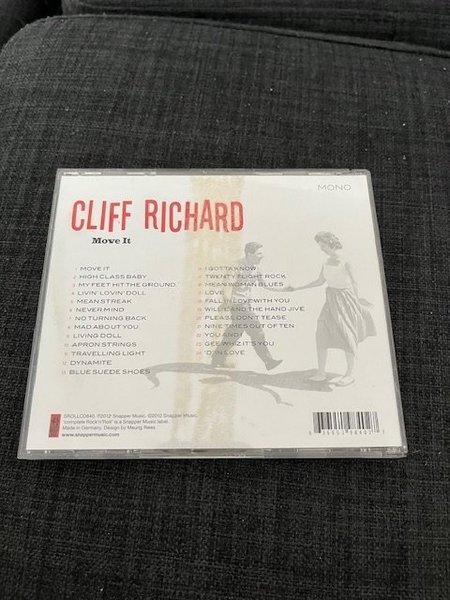 MONO
CLIFF RICHARD
Move It
1 MOVE IT
2 HIGH CLASS BABY
3 MY FEET HIT THE GROUND
4 LIVIN' LOVIN' DOLL
5 MEAN STREAK
6 NEVER MIND
7 NO TURNING BACK
8 MAD ABOUT YOU
9 LIVING DOLL
10 APRON STRINGS
11 TRAVELLING LIGHT
12 DYNAMITE
13 BLUE SUEDE SHOES
I GOTTA KNOW
TWENTY FLIGHT ROCK
MEAN WOMAN BLUES
LOVE
FALL IN LOVE WITH YOU
WILLIE AND THE HAND JIVE
PLEASE DON'T TEASE
NINE TIMES OUT OF TEN
YOU AND I
GEE WHIZ IT'S YOU
'D' IN LOVE
©2012 Snapper Music.
"complete Rock'n'Roll" is a Snapper Music label.
Made in Germany. Design by Meurig Rees
www.snappermusic.com